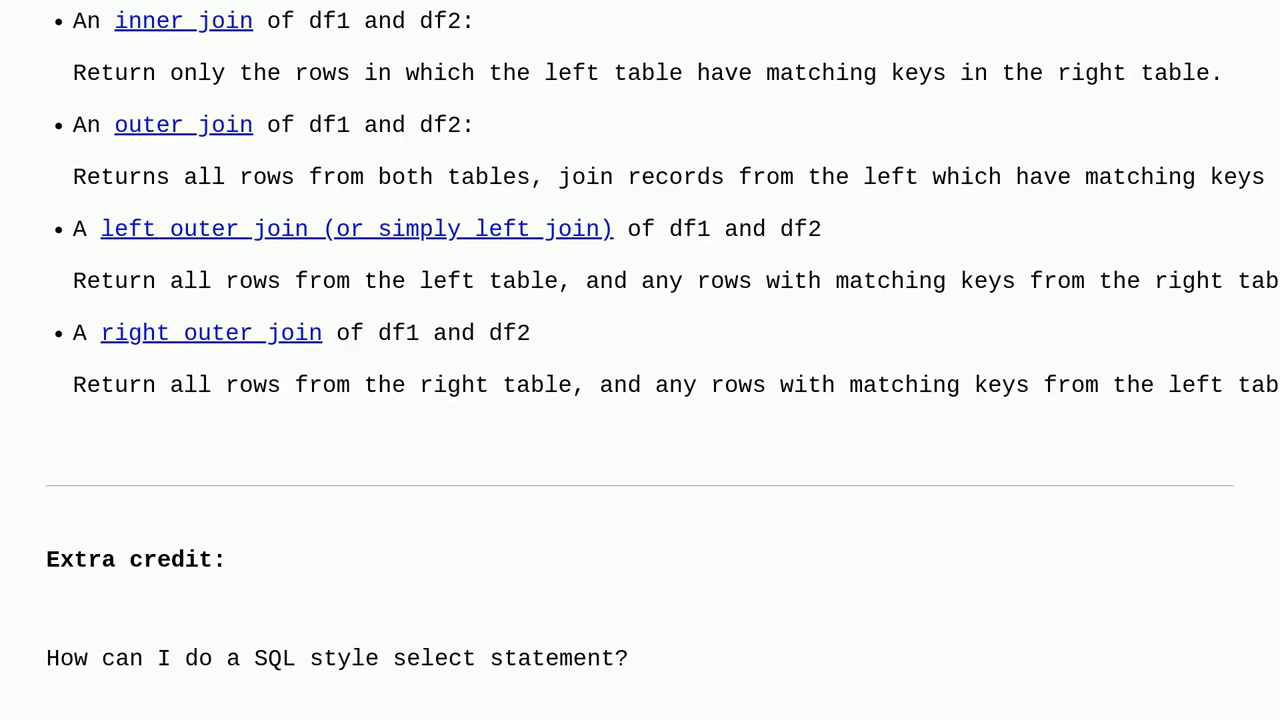 An inner join of df1 and df2:
Return only the rows in which the left table have matching keys in the right table.
An outer join of df1 and df2:
Returns all rows from both tables, join records from the left which have matching keys
A left outer join (or simply left join) of df1 and df2
Return all rows from the left table, and any rows with matching keys from the right tab
A right outer join of df1 and df2
Return all rows from the right table, and any rows with matching keys from the left tab
Extra credit:
How can I do a SQL style select statement?